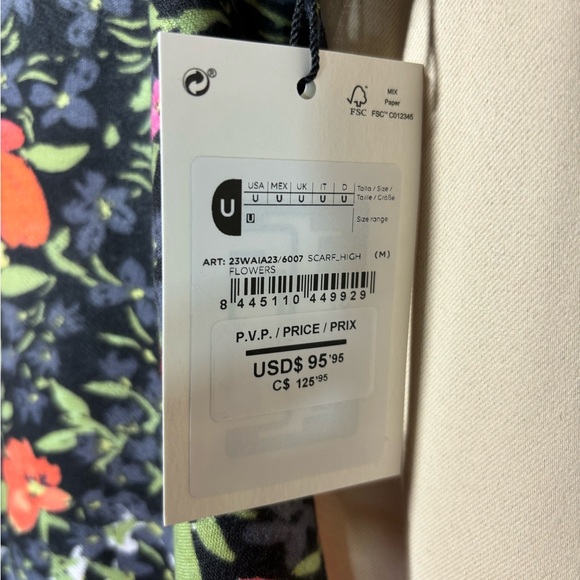 ®
FSC
MIX
Paper
FSC™ C012345
U
USA MEX UK IT D
U U U U U
U
Talla / Size /
Taille / Größe
Size range
ART: 23WAIA23/6007 SCARF_HIGH (M)
FLOWERS
8 445110 449929
P.V.P. / PRICE / PRIX
USD$ 95'95
C$ 125'95